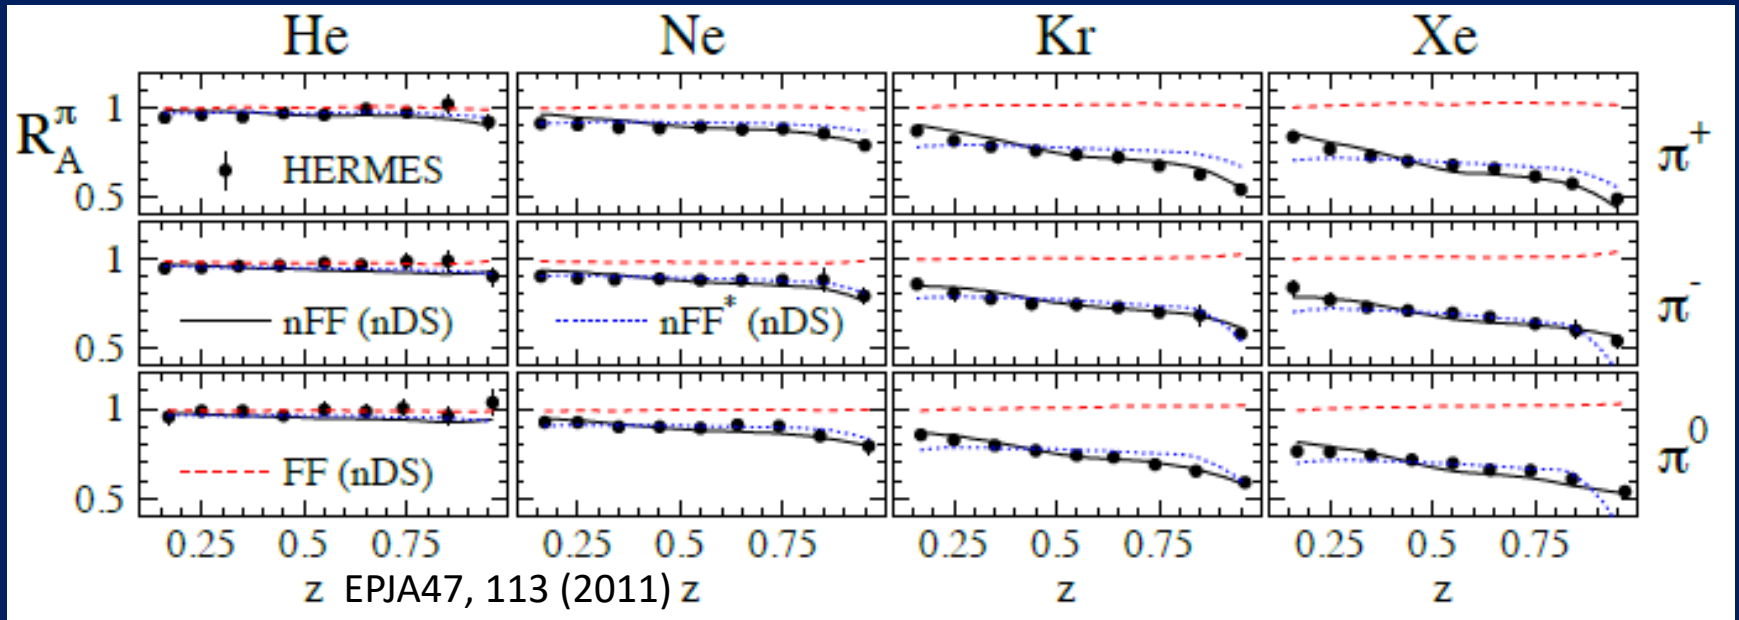 He Ne Kr Xe
R_A^π 1 0.5 HERMES π⁺
1 0.5 nFF (nDS) nFF* (nDS) π⁻
1 0.5 FF (nDS) π⁰
0.25 0.5 0.75 0.25 0.5 0.75 0.25 0.5 0.75 0.25 0.5 0.75
z EPJA47, 113 (2011) z z z